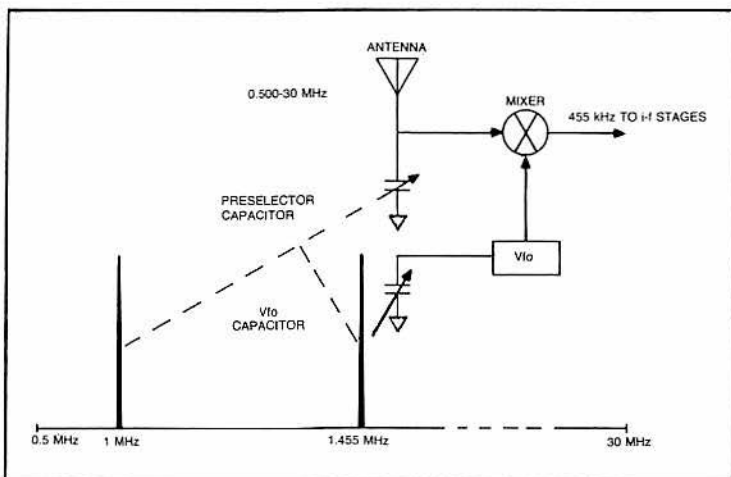 ANTENNA
0.500-30 MHz
MIXER
455 kHz TO i-f STAGES
PRESELECTOR
CAPACITOR
Vfo
Vfo
CAPACITOR
0.5 MHz
1 MHz
1.455 MHz
30 MHz